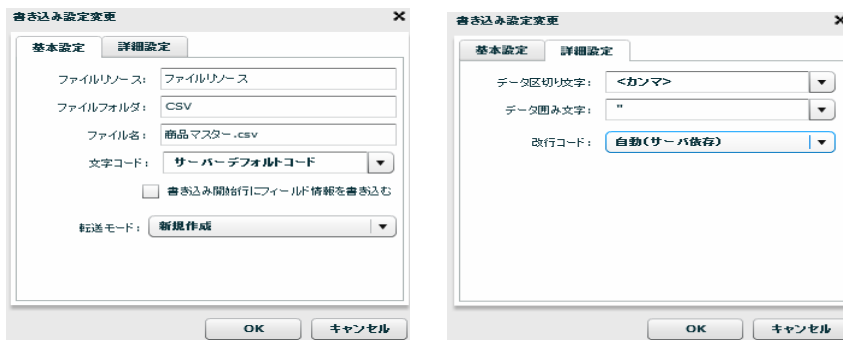 書き込み設定変更
基本設定 詳細設定
ファイルリソース: ファイルリソース
ファイルフォルダ: CSV
ファイル名: 商品マスター.csv
文字コード: サーバーデフォルトコード
書き込み開始行にフィールド情報を書き込む
転送モード: 新規作成
OK キャンセル
書き込み設定変更
基本設定 詳細設定
データ区切り文字: <カンマ>
データ囲み文字: "
改行コード: 自動(サーバ依存)
OK キャンセル